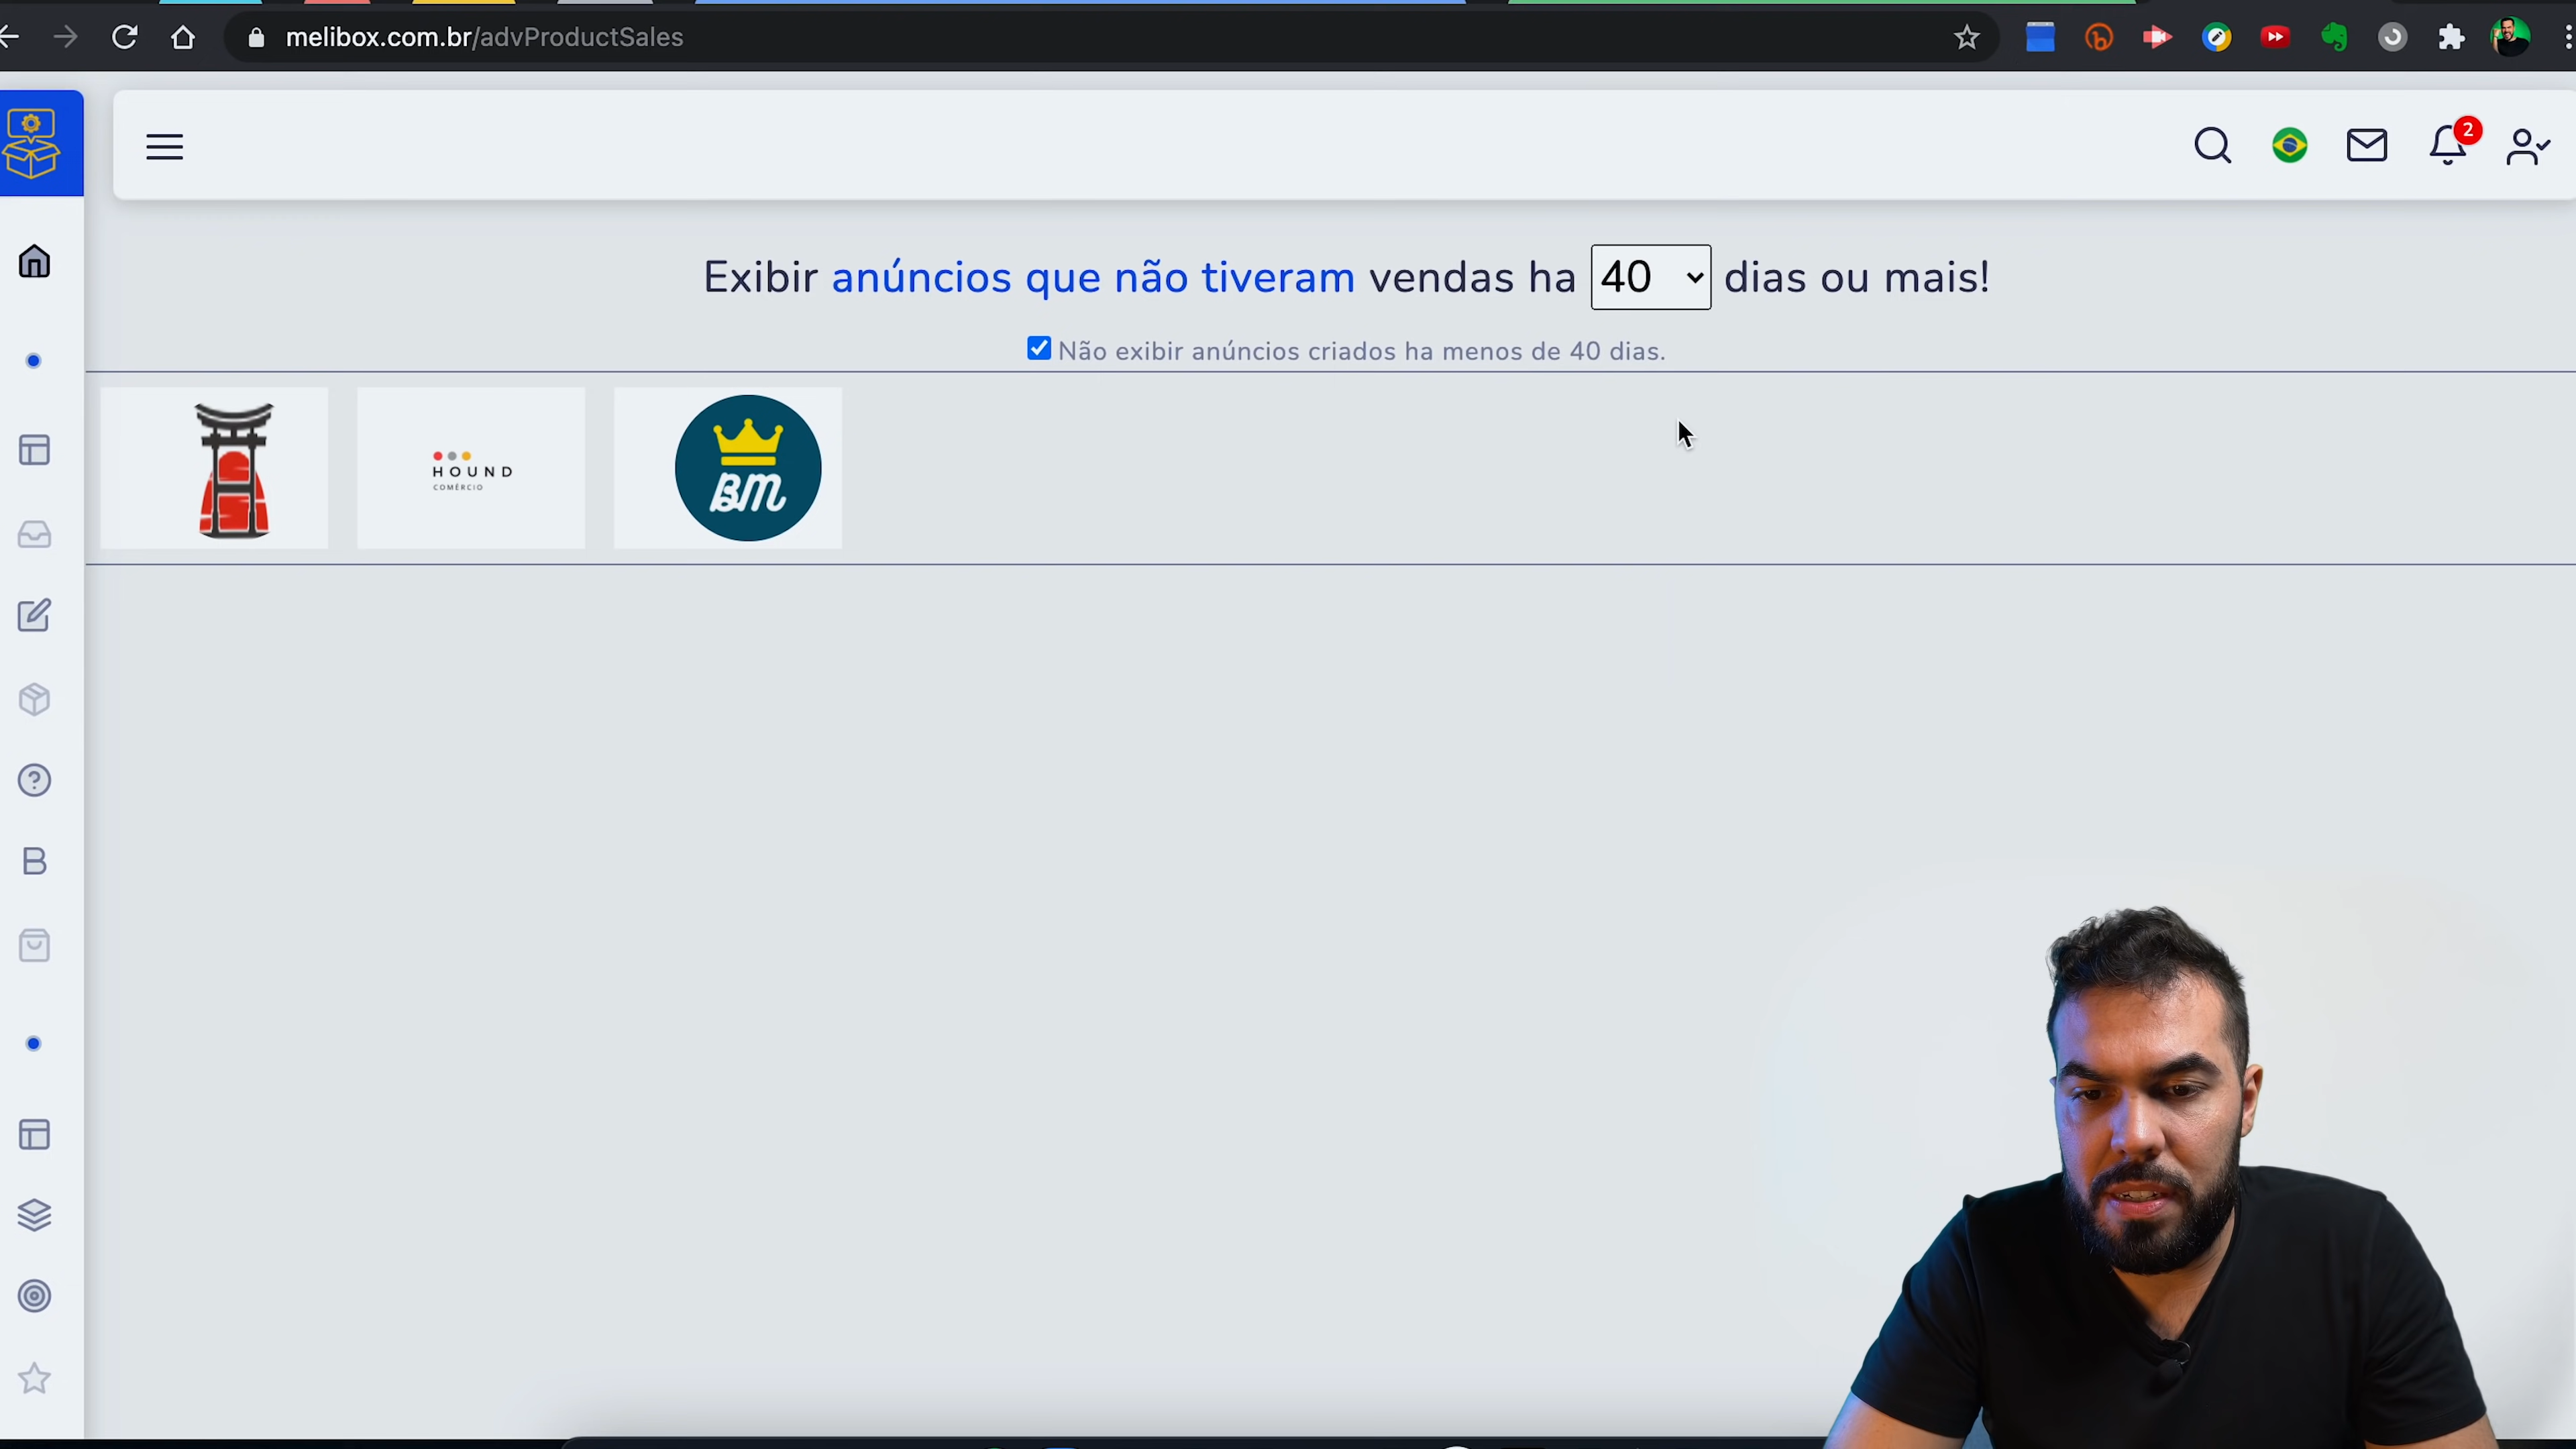 melibox.com.br/advProductSales
2
Exibir anúncios que não tiveram vendas ha 40 dias ou mais!
Não exibir anúncios criados ha menos de 40 dias.
HOUND
COMÉRCIO
BM